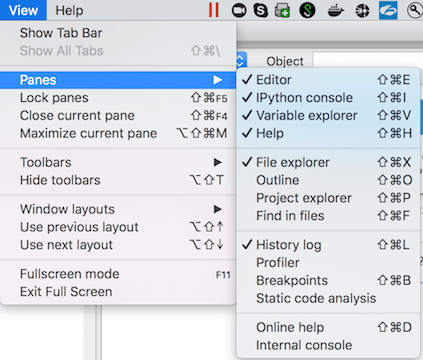 View Help
Object
Show Tab Bar
Show All Tabs ⇧⌘\
Panes ▶
Lock panes ⇧⌘F5
Close current pane ⇧⌘F4
Maximize current pane ⌥⇧⌘M
Toolbars ▶
Hide toolbars ⌥⇧T
Window layouts ▶
Use previous layout ⌥⇧↑
Use next layout ⌥⇧↓
Fullscreen mode F11
Exit Full Screen
✓ Editor ⇧⌘E
✓ IPython console ⇧⌘I
✓ Variable explorer ⇧⌘V
✓ Help ⇧⌘H
✓ File explorer ⇧⌘X
Outline ⇧⌘O
Project explorer ⇧⌘P
Find in files ⇧⌘F
✓ History log ⇧⌘L
Profiler
Breakpoints ⇧⌘B
Static code analysis
Online help ⇧⌘D
Internal console